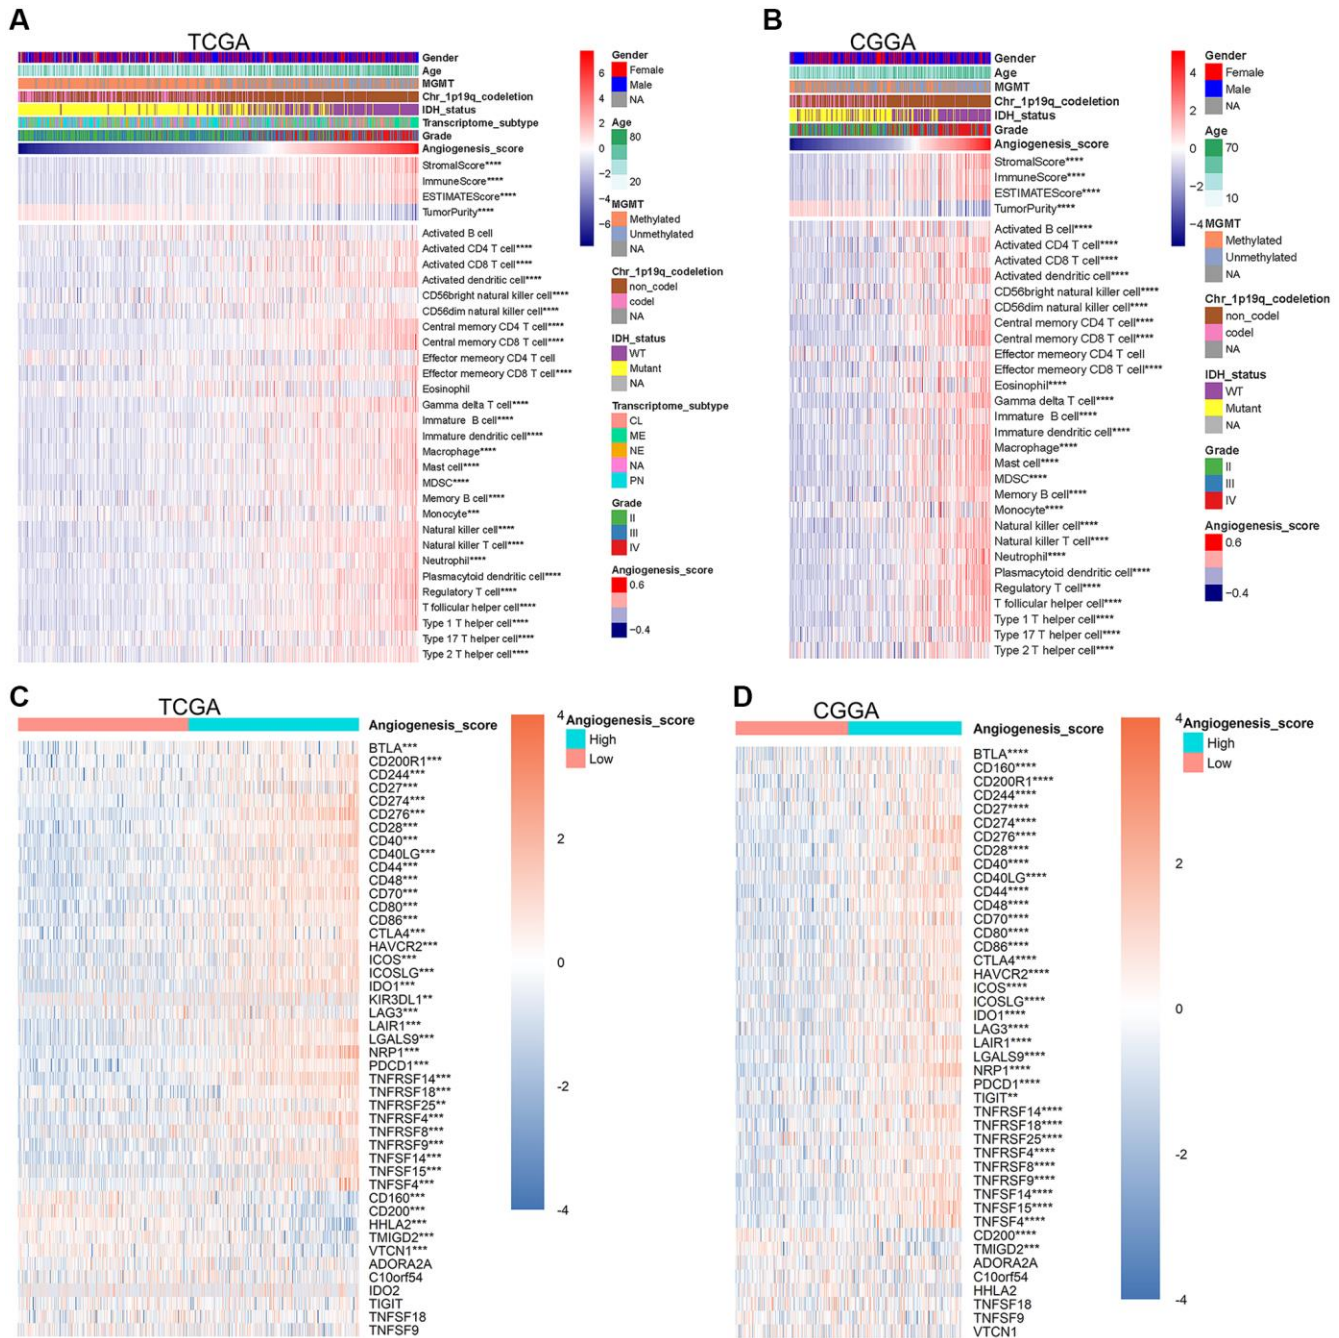 A
TCGA
Gender
Age
MGMT
Chr_1p19q_codeletion
IDH_status
Transcriptome_subtype
Grade
Angiogenesis_score
StromalScore****
ImmuneScore****
ESTIMATEScore****
TumorPurity****
Activated B cell
Activated CD4 T cell****
Activated CD8 T cell****
Activated dendritic cell****
CD56bright natural killer cell****
CD56dim natural killer cell****
Central memory CD4 T cell****
Central memory CD8 T cell****
Effector memeory CD4 T cell
Effector memeory CD8 T cell****
Eosinophil
Gamma delta T cell****
Immature B cell****
Immature dendritic cell****
Macrophage****
Mast cell****
MDSC****
Memory B cell****
Monocyte***
Natural killer cell****
Natural killer T cell****
Neutrophil****
Plasmacytoid dendritic cell****
Regulatory T cell****
T follicular helper cell****
Type 1 T helper cell****
Type 17 T helper cell****
Type 2 T helper cell****
6
4
2
0
−2
−4
−6
Gender
Female
Male
NA
Age
80
20
MGMT
Methylated
Unmethylated
NA
Chr_1p19q_codeletion
non_codel
codel
NA
IDH_status
WT
Mutant
NA
Transcriptome_subtype
CL
ME
NE
NA
PN
Grade
II
III
IV
Angiogenesis_score
0.6
−0.4
B
CGGA
Gender
Age
MGMT
Chr_1p19q_codeletion
IDH_status
Grade
Angiogenesis_score
StromalScore****
ImmuneScore****
ESTIMATEScore****
TumorPurity****
Activated B cell****
Activated CD4 T cell****
Activated CD8 T cell****
Activated dendritic cell****
CD56bright natural killer cell****
CD56dim natural killer cell****
Central memory CD4 T cell****
Central memory CD8 T cell****
Effector memeory CD4 T cell
Effector memeory CD8 T cell****
Eosinophil****
Gamma delta T cell****
Immature B cell****
Immature dendritic cell****
Macrophage****
Mast cell****
MDSC****
Memory B cell****
Monocyte****
Natural killer cell****
Natural killer T cell****
Neutrophil****
Plasmacytoid dendritic cell****
Regulatory T cell****
T follicular helper cell****
Type 1 T helper cell****
Type 17 T helper cell****
Type 2 T helper cell****
4
2
0
−2
−4
Gender
Female
Male
NA
Age
70
10
MGMT
Methylated
Unmethylated
NA
Chr_1p19q_codeletion
non_codel
codel
NA
IDH_status
WT
Mutant
NA
Grade
II
III
IV
Angiogenesis_score
0.6
−0.4
C
TCGA
Angiogenesis_score
BTLA***
CD200R1***
CD244***
CD27***
CD274***
CD276***
CD28***
CD40***
CD40LG***
CD44***
CD48***
CD70***
CD80***
CD86***
CTLA4***
HAVCR2***
ICOS***
ICOSLG***
IDO1***
KIR3DL1**
LAG3***
LAIR1***
LGALS9***
NRP1***
PDCD1***
TNFRSF14***
TNFRSF18***
TNFRSF25**
TNFRSF4***
TNFRSF8***
TNFRSF9***
TNFSF14***
TNFSF15***
TNFSF4***
CD160***
CD200***
HHLA2***
TMIGD2***
VTCN1***
ADORA2A
C10orf54
IDO2
TIGIT
TNFSF18
TNFSF9
4
2
0
-2
-4
Angiogenesis_score
High
Low
D
CGGA
Angiogenesis_score
BTLA****
CD160****
CD200R1****
CD244****
CD27****
CD274****
CD276****
CD28****
CD40****
CD40LG****
CD44****
CD48****
CD70****
CD80****
CD86****
CTLA4****
HAVCR2****
ICOS****
ICOSLG****
IDO1****
LAG3****
LAIR1****
LGALS9****
NRP1****
PDCD1****
TIGIT**
TNFRSF14****
TNFRSF18****
TNFRSF25****
TNFRSF4****
TNFRSF8****
TNFRSF9****
TNFSF14****
TNFSF15****
TNFSF4****
CD200****
TMIGD2***
ADORA2A
C10orf54
HHLA2
TNFSF18
TNFSF9
VTCN1
4
2
0
-2
-4
Angiogenesis_score
High
Low